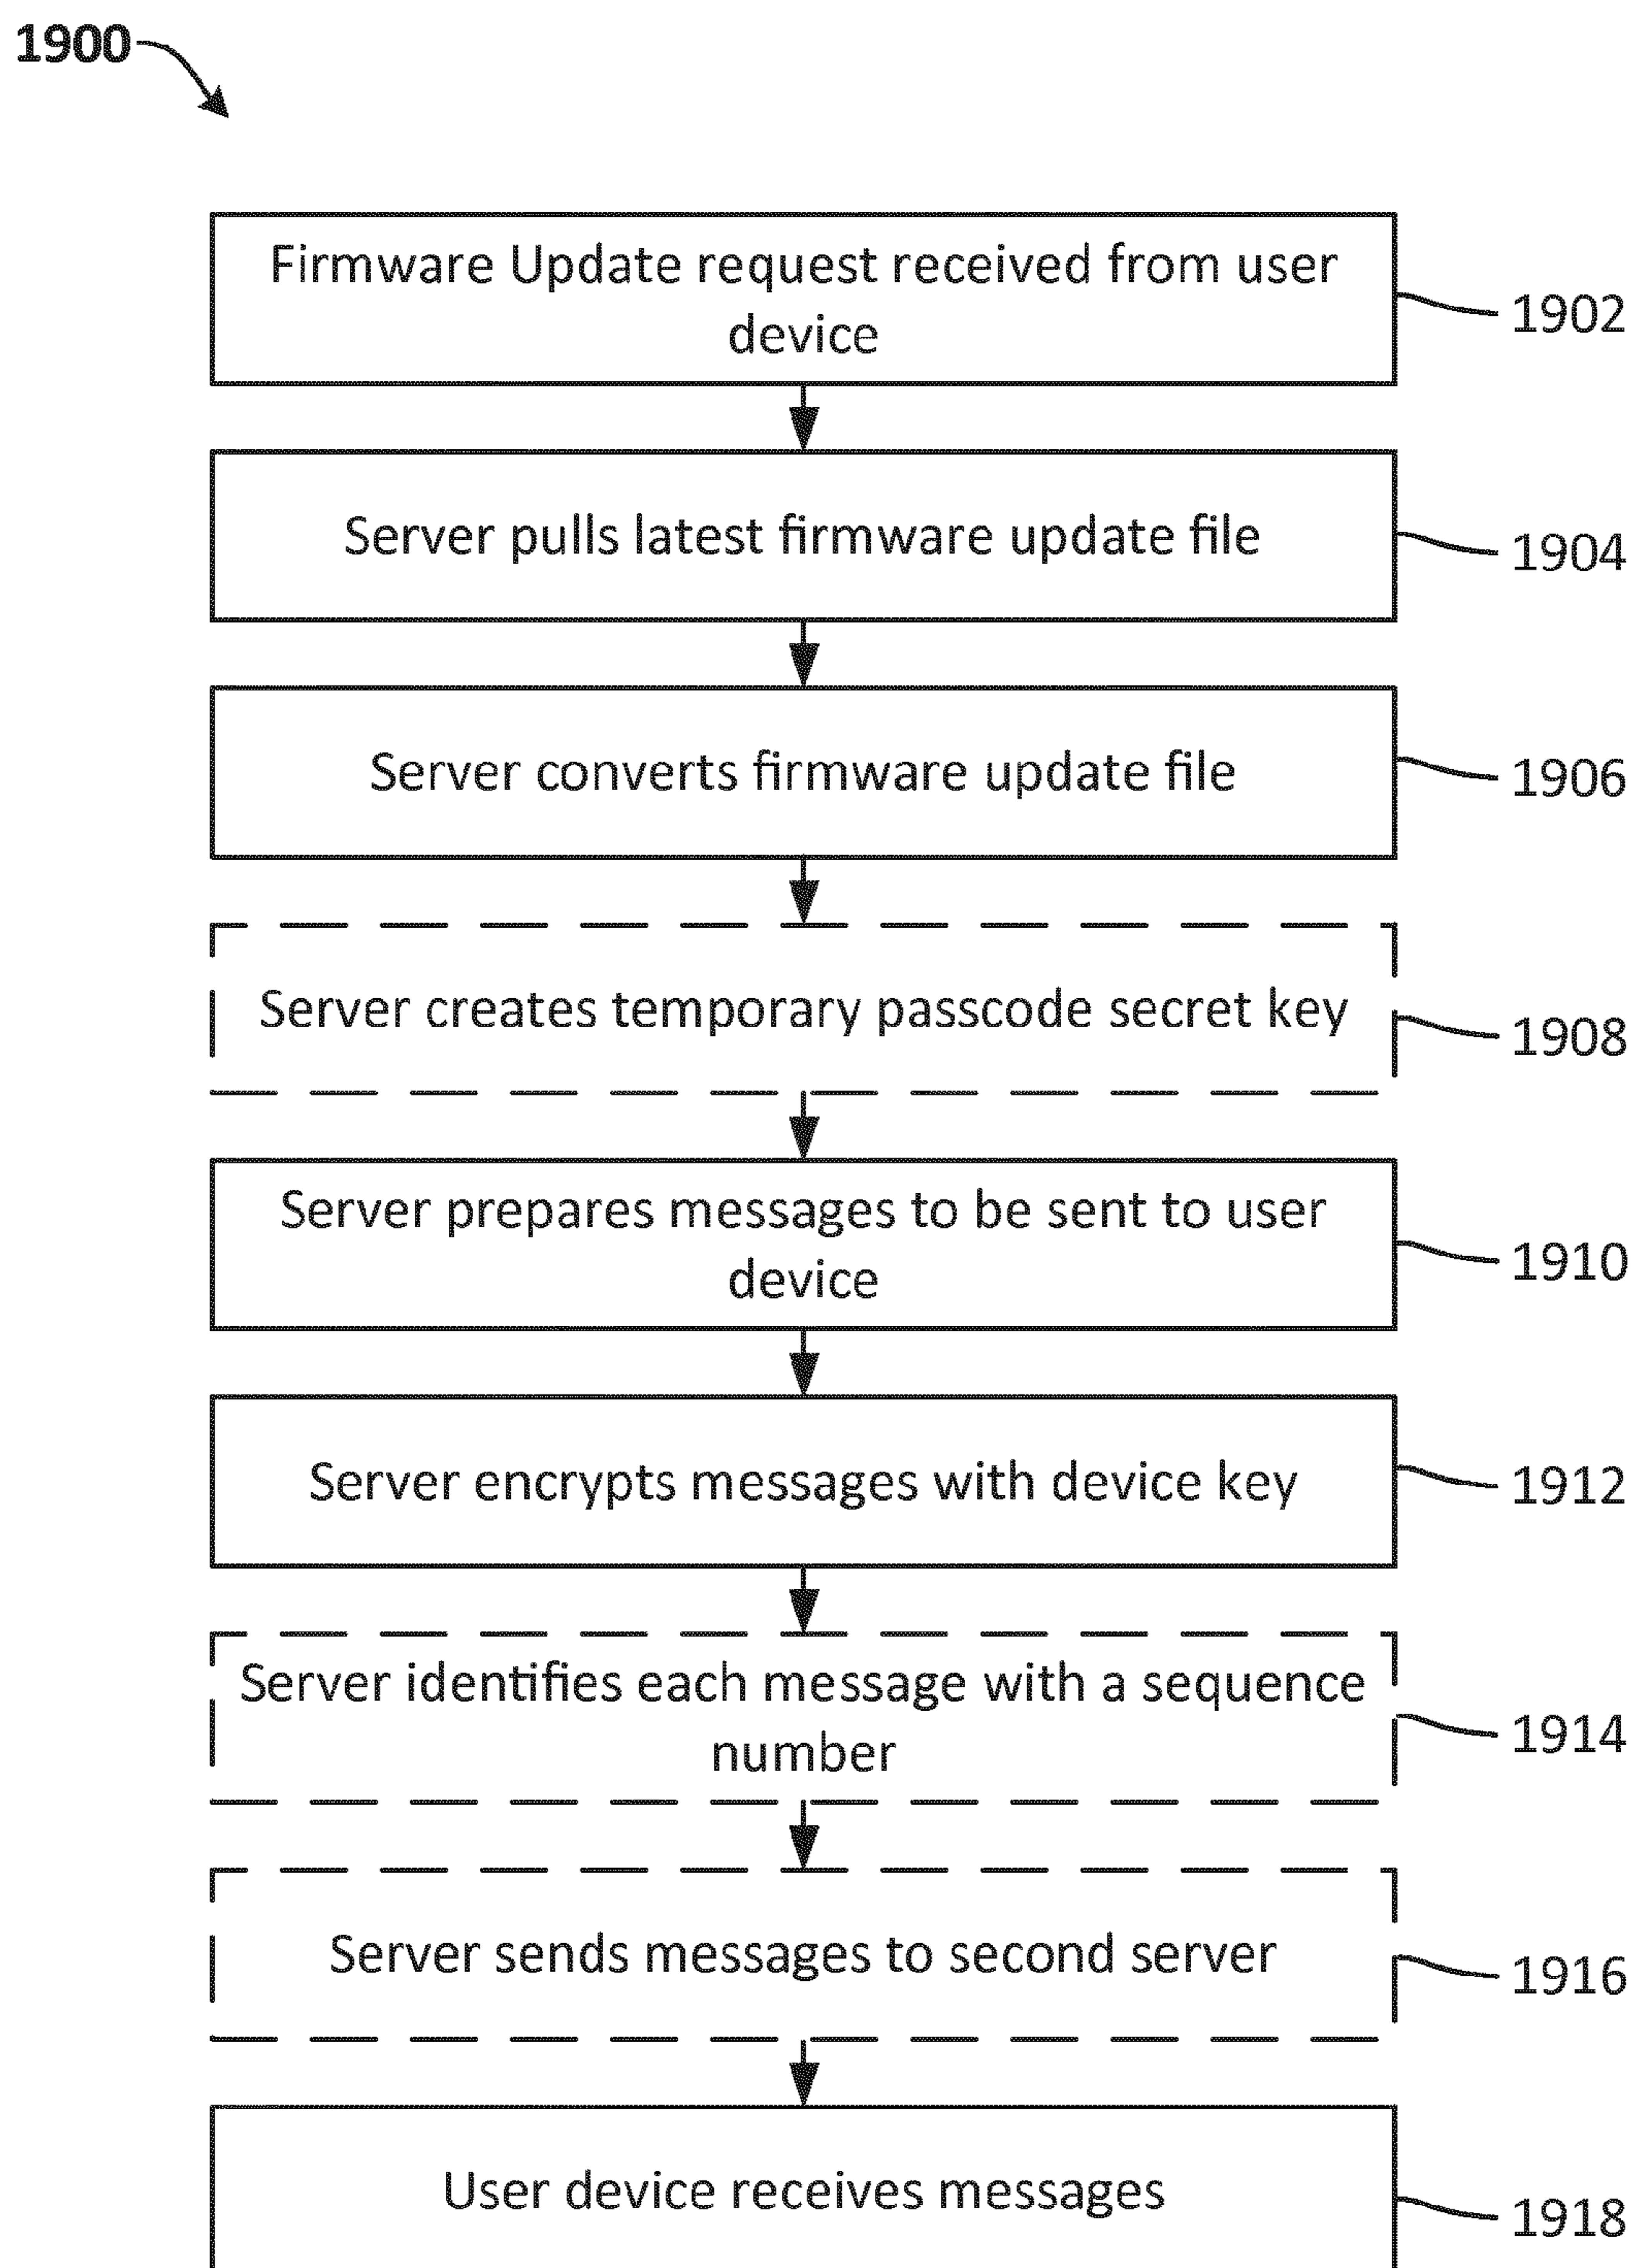 1900
Firmware Update request received from user
device
1902
Server pulls latest firmware update file
1904
Server converts firmware update file
1906
Server creates temporary passcode secret key
1908
Server prepares messages to be sent to user
device
1910
Server encrypts messages with device key
1912
Server identifies each message with a sequence
number
1914
Server sends messages to second server
1916
User device receives messages
1918